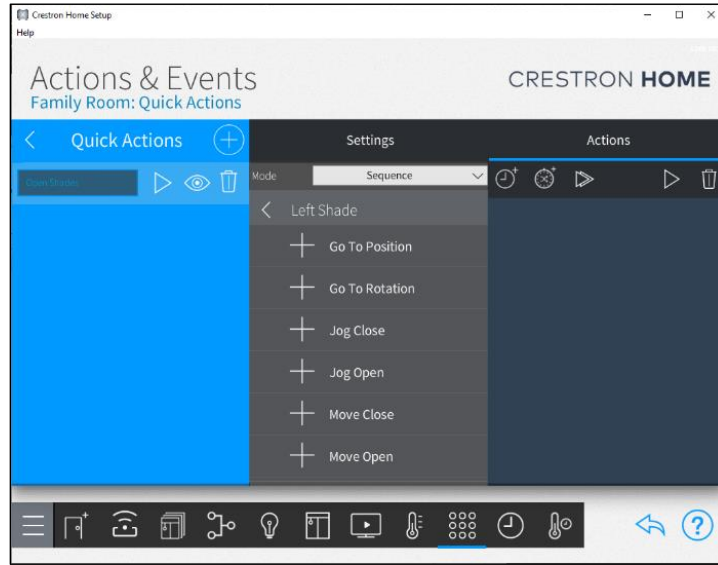 Crestron Home Setup
Help
Actions & Events
Family Room: Quick Actions
CRESTRON HOME
Quick Actions
Settings
Actions
Open Shades
Mode
Sequence
Left Shade
Go To Position
Go To Rotation
Jog Close
Jog Open
Move Close
Move Open
?